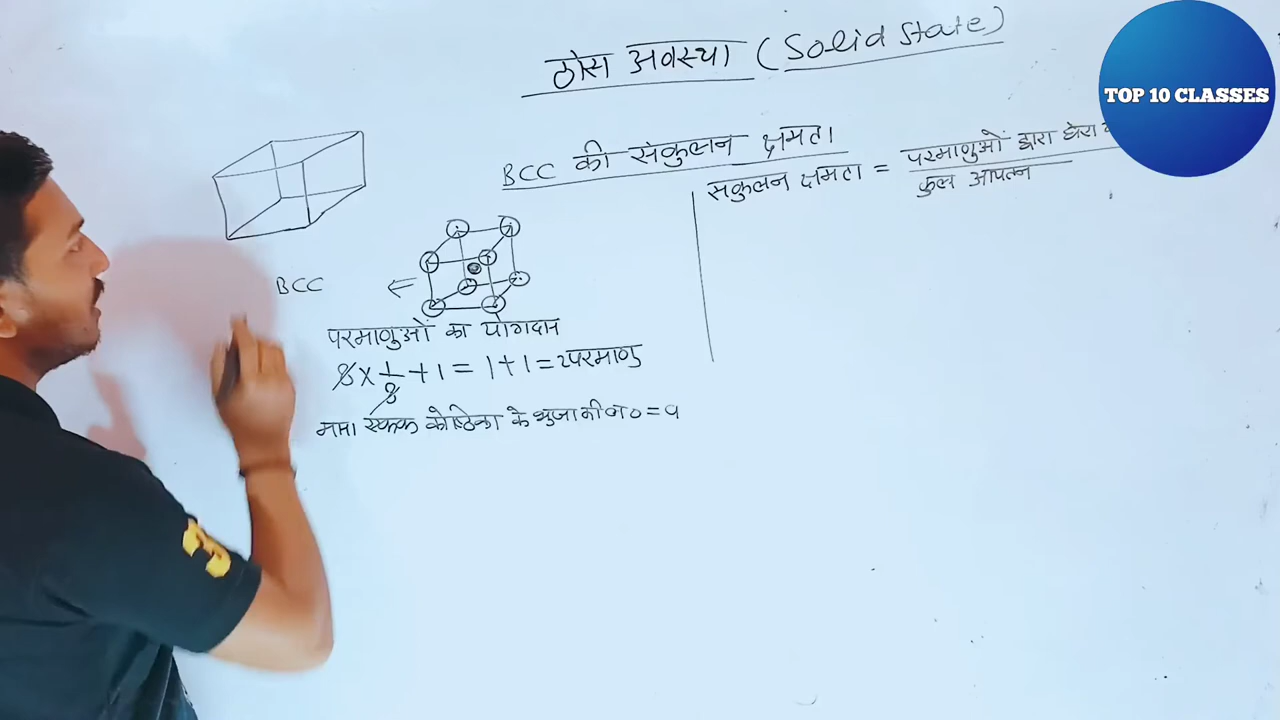 ठोस अवस्था (Solid State)
TOP 10 CLASSES
BCC की संकुलन क्षमता
संकुलन क्षमता = परमाणुओं द्वारा घेरा
कुल आयतन
BCC ←
परमाणुओं का योगदान
8 × 1/8 + 1 = 1 + 1 = 2 परमाणु
माना एकक कोष्ठिका के भुजा की = a